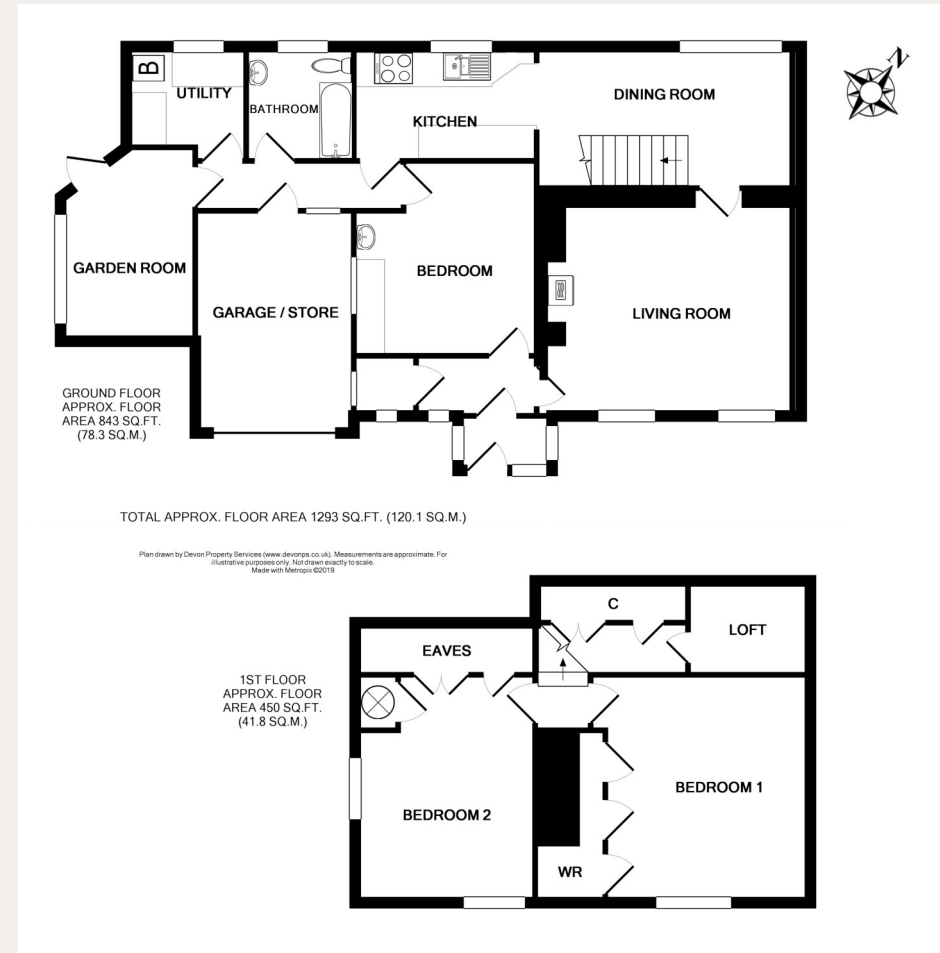 N
B
UTILITY
BATHROOM
KITCHEN
DINING ROOM
GARDEN ROOM
GARAGE / STORE
BEDROOM
LIVING ROOM
GROUND FLOOR
APPROX. FLOOR
AREA 843 SQ.FT.
(78.3 SQ.M.)
TOTAL APPROX. FLOOR AREA 1293 SQ.FT. (120.1 SQ.M.)
Plan drawn by Devon Property Services (www.devonps.co.uk). Measurements are approximate. For
illustrative purposes only. Not drawn exactly to scale.
Made with Metropix ©2019
C
LOFT
EAVES
1ST FLOOR
APPROX. FLOOR
AREA 450 SQ.FT.
(41.8 SQ.M.)
BEDROOM 1
BEDROOM 2
WR